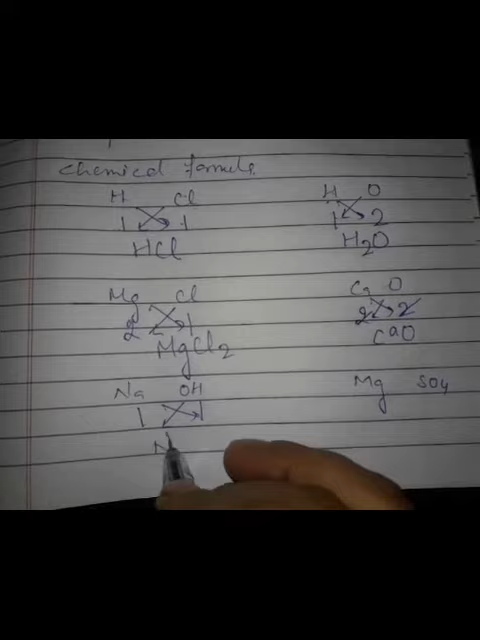 chemical formula
H Cl H O
1 1 1 2
HCl H2O
Mg Cl Ca O
2 1 2 2
MgCl2 CaO
Na OH Mg SO4
1 1
N